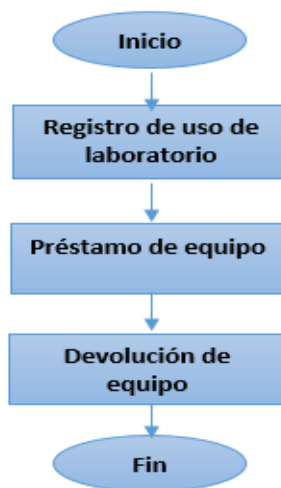 Inicio
Registro de uso de
laboratorio
Préstamo de equipo
Devolución de
equipo
Fin